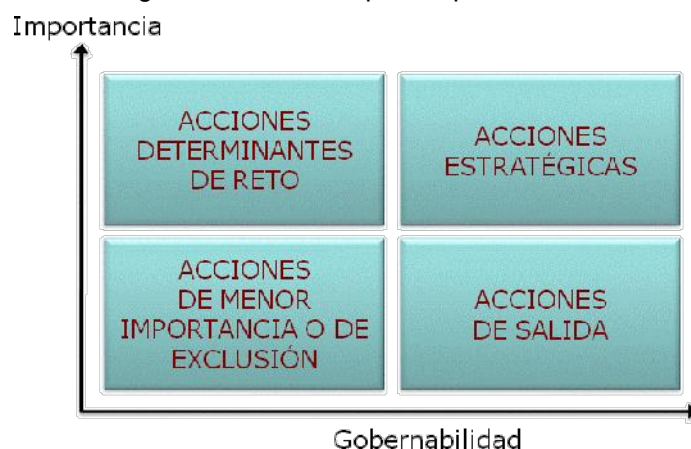 Importancia
ACCIONES
DETERMINANTES
DE RETO
ACCIONES
ESTRATÉGICAS
ACCIONES
DE MENOR
IMPORTANCIA O DE
EXCLUSIÓN
ACCIONES
DE SALIDA
Gobernabilidad